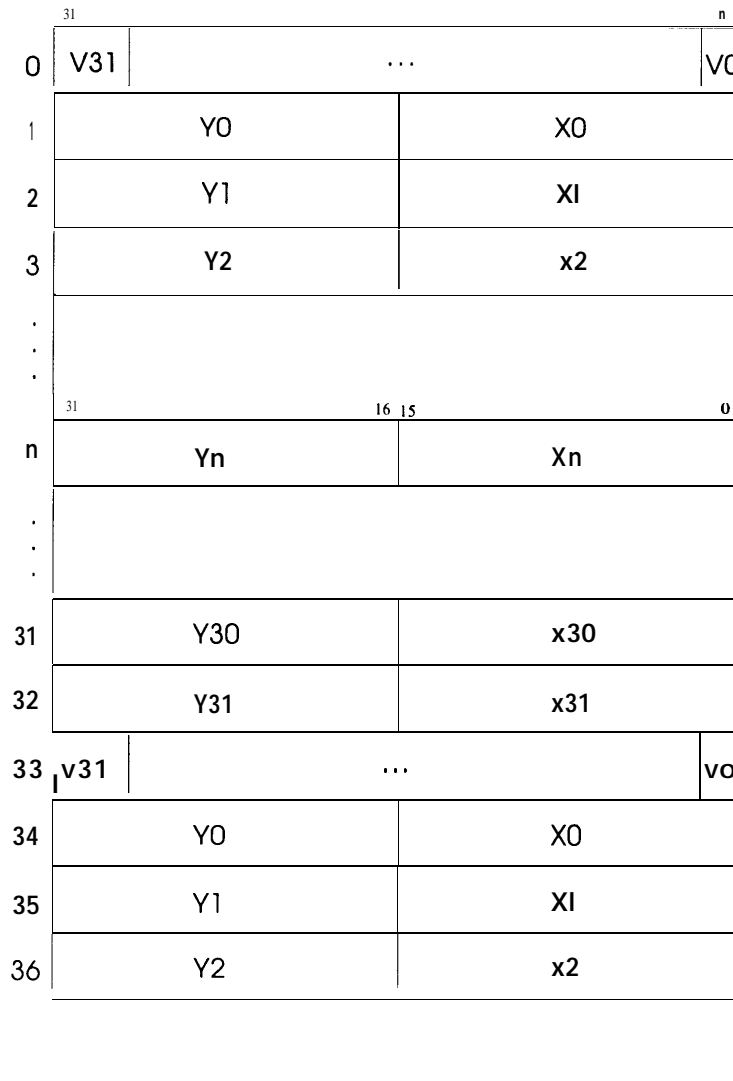 31 n
0 V31 ... V0
1 Y0 X0
2 Y1 XI
3 Y2 x2
.
.
.
31 16 15 0
n Yn Xn
.
.
.
31 Y30 x30
32 Y31 x31
33 v31 ... vo
34 Y0 X0
35 Y1 XI
36 Y2 x2